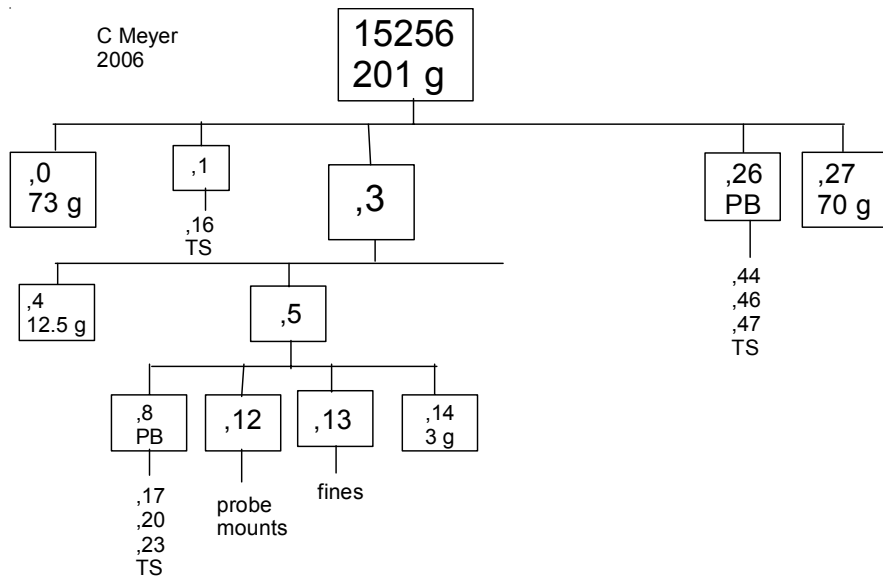 C Meyer
2006
15256
201 g
,0
73 g
,1
,16
TS
,3
,26
PB
,44
,46
,47
TS
,27
70 g
,4
12.5 g
,5
,8
PB
,17
,20
,23
TS
,12
probe
mounts
,13
fines
,14
3 g